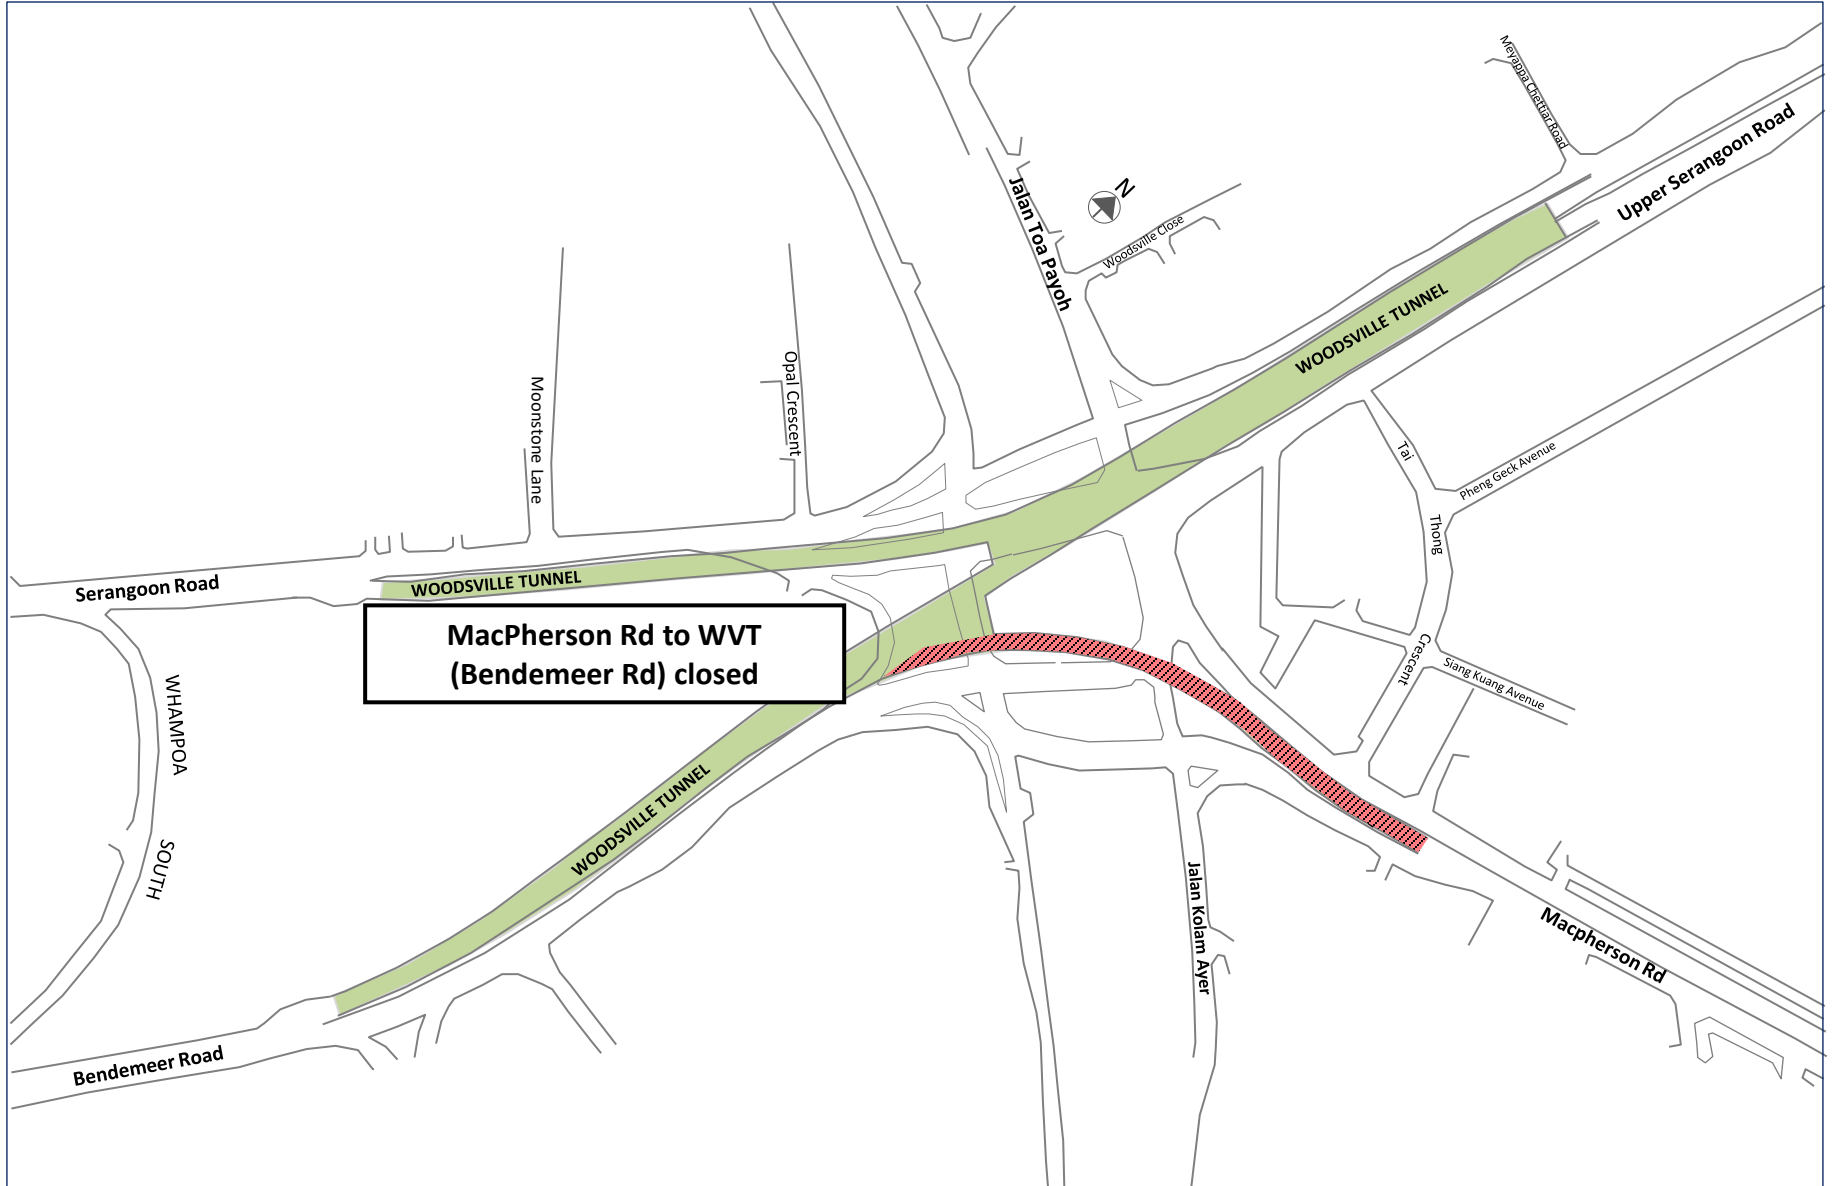 Meyappa Chettiar Road
Upper Serangoon Road
N
Jalan Toa Payoh
Woodsville Close
WOODSVILLE TUNNEL
Opal Crescent
Moonstone Lane
Tai
Thong
Crescent
Pheng Geck Avenue
Serangoon Road
WOODSVILLE TUNNEL
MacPherson Rd to WVT
(Bendemeer Rd) closed
Siang Kuang Avenue
WHAMPOA
SOUTH
WOODSVILLE TUNNEL
Jalan Kolam Ayer
Macpherson Rd
Bendemeer Road